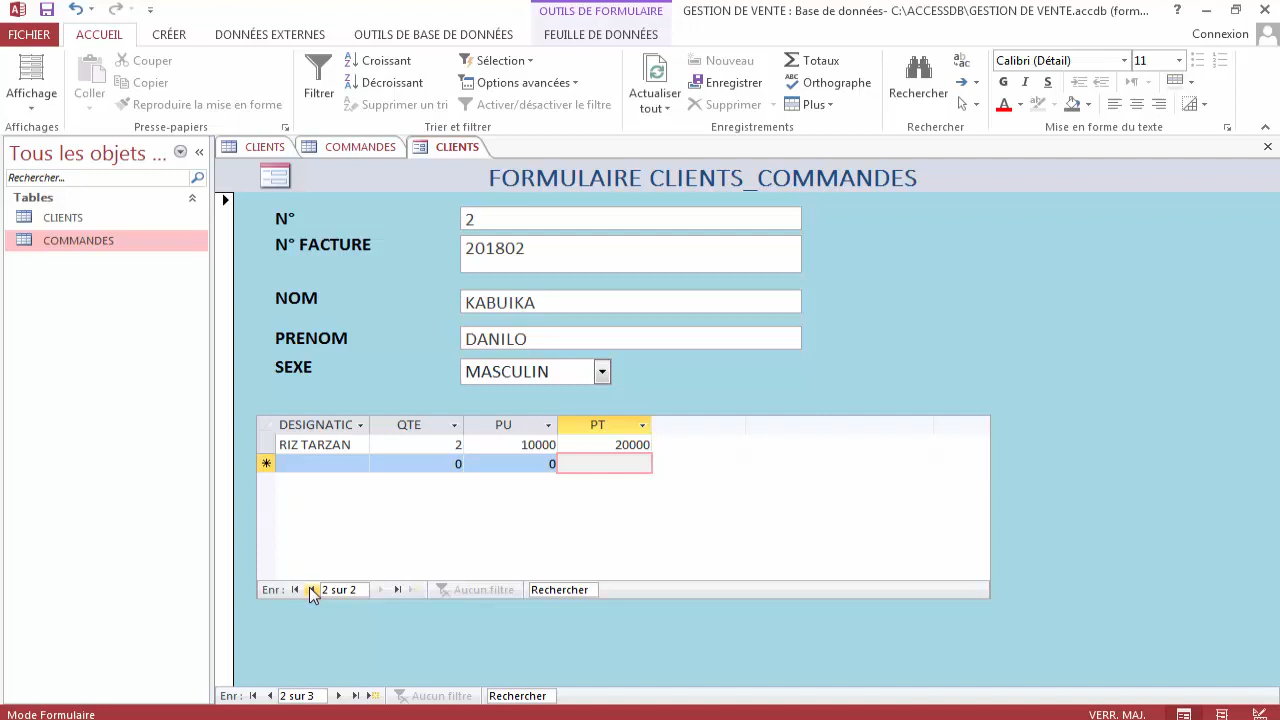 OUTILS DE FORMULAIRE
GESTION DE VENTE : Base de données- C:\ACCESSDB\GESTION DE VENTE.accdb (form...
FICHIER
ACCUEIL
CRÉER
DONNÉES EXTERNES
OUTILS DE BASE DE DONNÉES
FEUILLE DE DONNÉES
Connexion
Affichage
Coller
Couper
Copier
Reproduire la mise en forme
Filtrer
Croissant
Décroissant
Supprimer un tri
Sélection
Options avancées
Activer/désactiver le filtre
Actualiser
tout
Nouveau
Enregistrer
Supprimer
Totaux
Orthographe
Plus
Rechercher
Calibri (Détail)
11
G I S
Affichages
Presse-papiers
Trier et filtrer
Enregistrements
Rechercher
Mise en forme du texte
Tous les objets ...
Rechercher...
Tables
CLIENTS
COMMANDES
CLIENTS
COMMANDES
CLIENTS
FORMULAIRE CLIENTS_COMMANDES
N° 2
N° FACTURE 201802
NOM KABUIKA
PRENOM DANILO
SEXE MASCULIN
DESIGNATIC QTE PU PT
RIZ TARZAN 2 10000 20000
0 0
Enr : 2 sur 2 Aucun filtre Rechercher
Enr : 2 sur 3 Aucun filtre Rechercher
Mode Formulaire
VERR. MAJ.